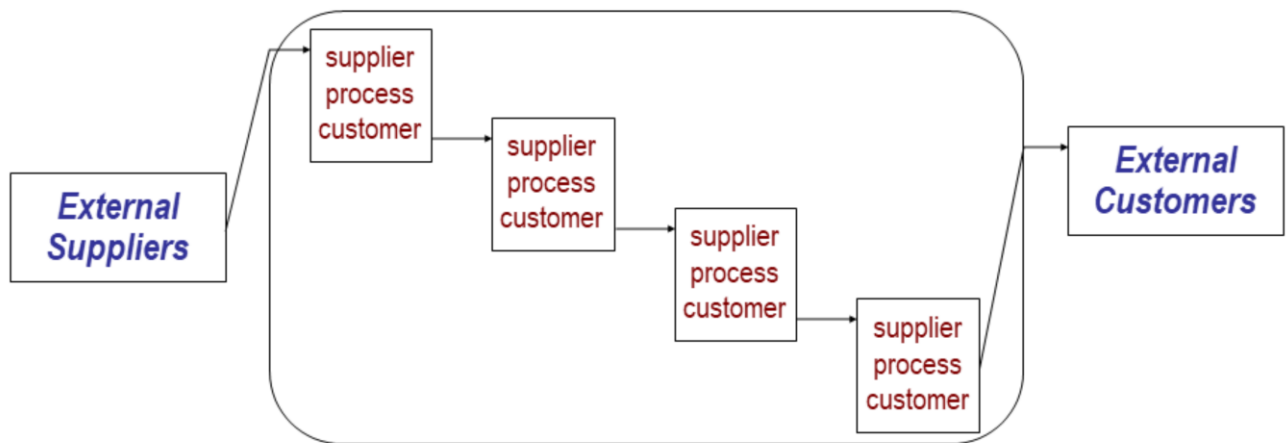 External
Suppliers
supplier
process
customer
supplier
process
customer
supplier
process
customer
supplier
process
customer
External
Customers